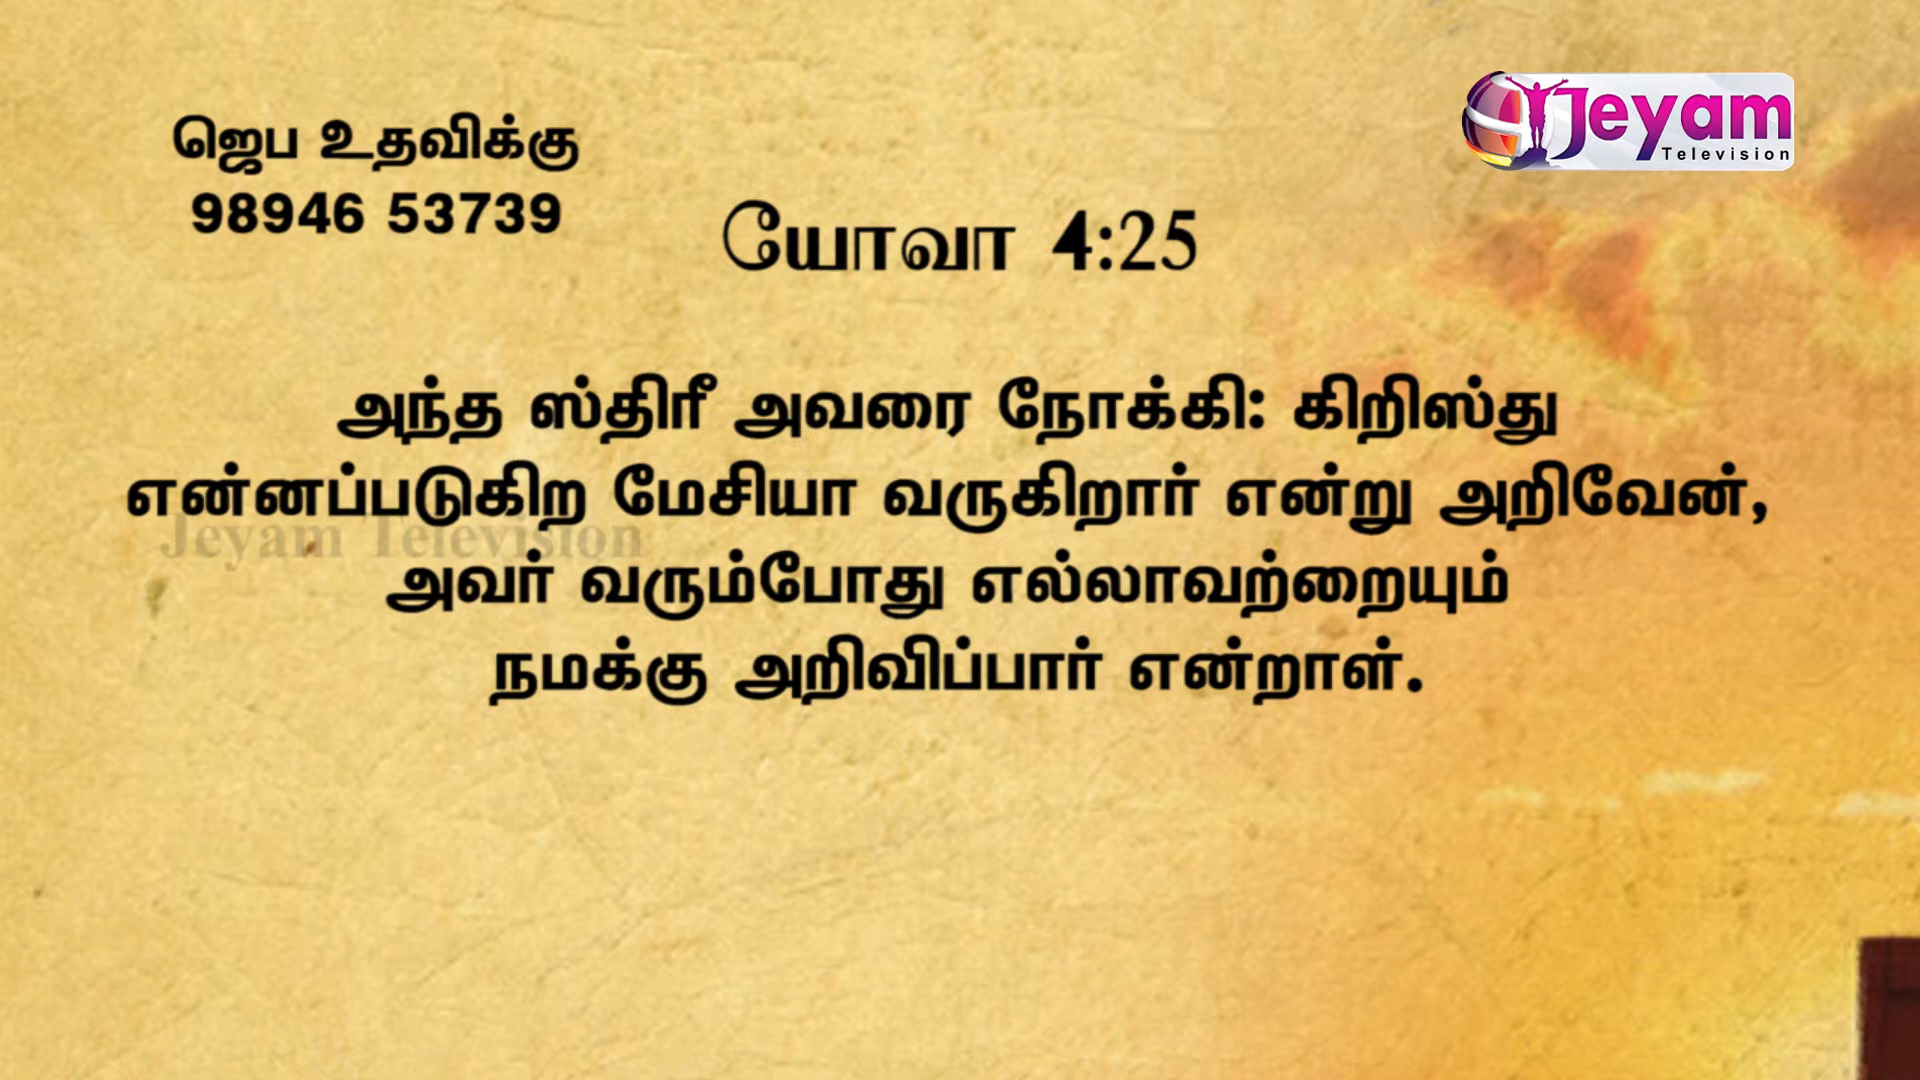 ஜெப உதவிக்கு
98946 53739
Jeyam
Television
யோவா 4:25
அந்த ஸ்திரீ அவரை நோக்கி: கிறிஸ்து
என்னப்படுகிற மேசியா வருகிறார் என்று அறிவேன்,
Jeyam Television
அவர் வரும்போது எல்லாவற்றையும்
நமக்கு அறிவிப்பார் என்றாள்.